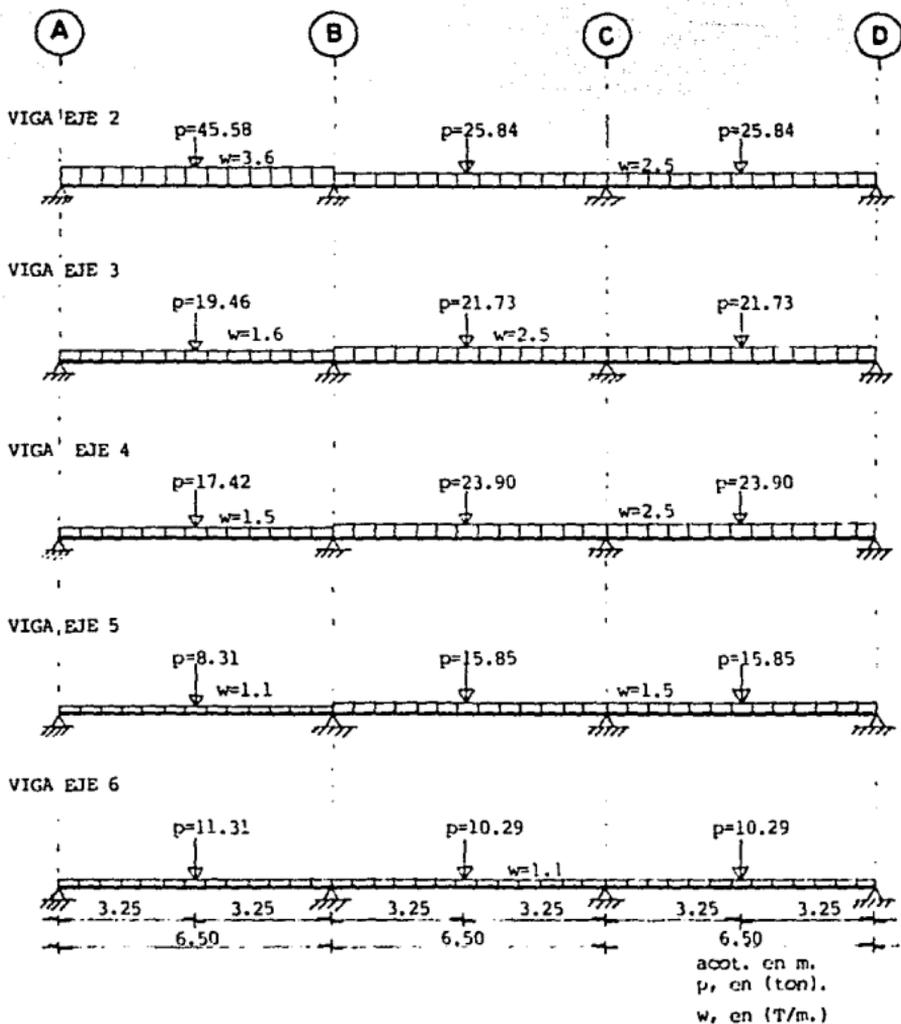 A B C D
VIGA EJE 2
p=45.58 p=25.84 p=25.84
w=3.6 w=2.5
VIGA EJE 3
p=19.46 p=21.73 p=21.73
w=1.6 w=2.5
VIGA EJE 4
p=17.42 p=23.90 p=23.90
w=1.5 w=2.5
VIGA EJE 5
p=8.31 p=15.85 p=15.85
w=1.1 w=1.5
VIGA EJE 6
p=11.31 p=10.29 p=10.29
w=1.1
3.25 3.25 3.25 3.25 3.25 3.25
6.50 6.50 6.50
acot. en m.
p, en (ton).
w, en (T/m.)